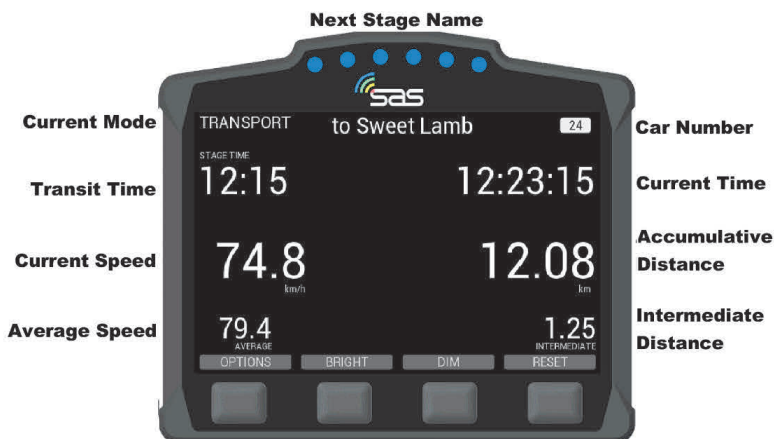 Next Stage Name
sas
Current Mode
TRANSPORT
to Sweet Lamb
24
Car Number
STAGE TIME
Transit Time
12:15
12:23:15
Current Time
Current Speed
74.8
km/h
12.08
km
Accumulative
Distance
Average Speed
79.4
AVERAGE
1.25
INTERMEDIATE
Intermediate
Distance
OPTIONS
BRIGHT
DIM
RESET